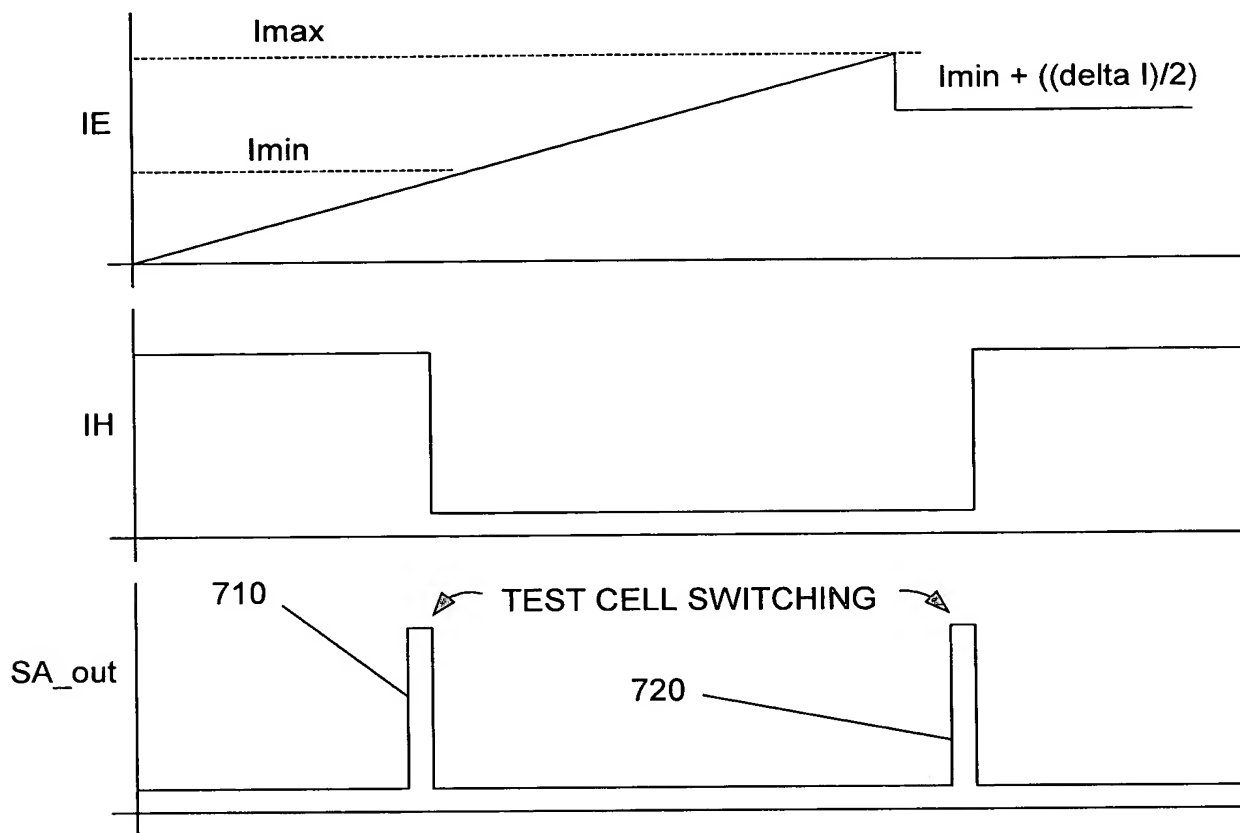 Imax
Imin + ((delta I)/2)
IE
Imin
IH
710
TEST CELL SWITCHING
SA_out
720